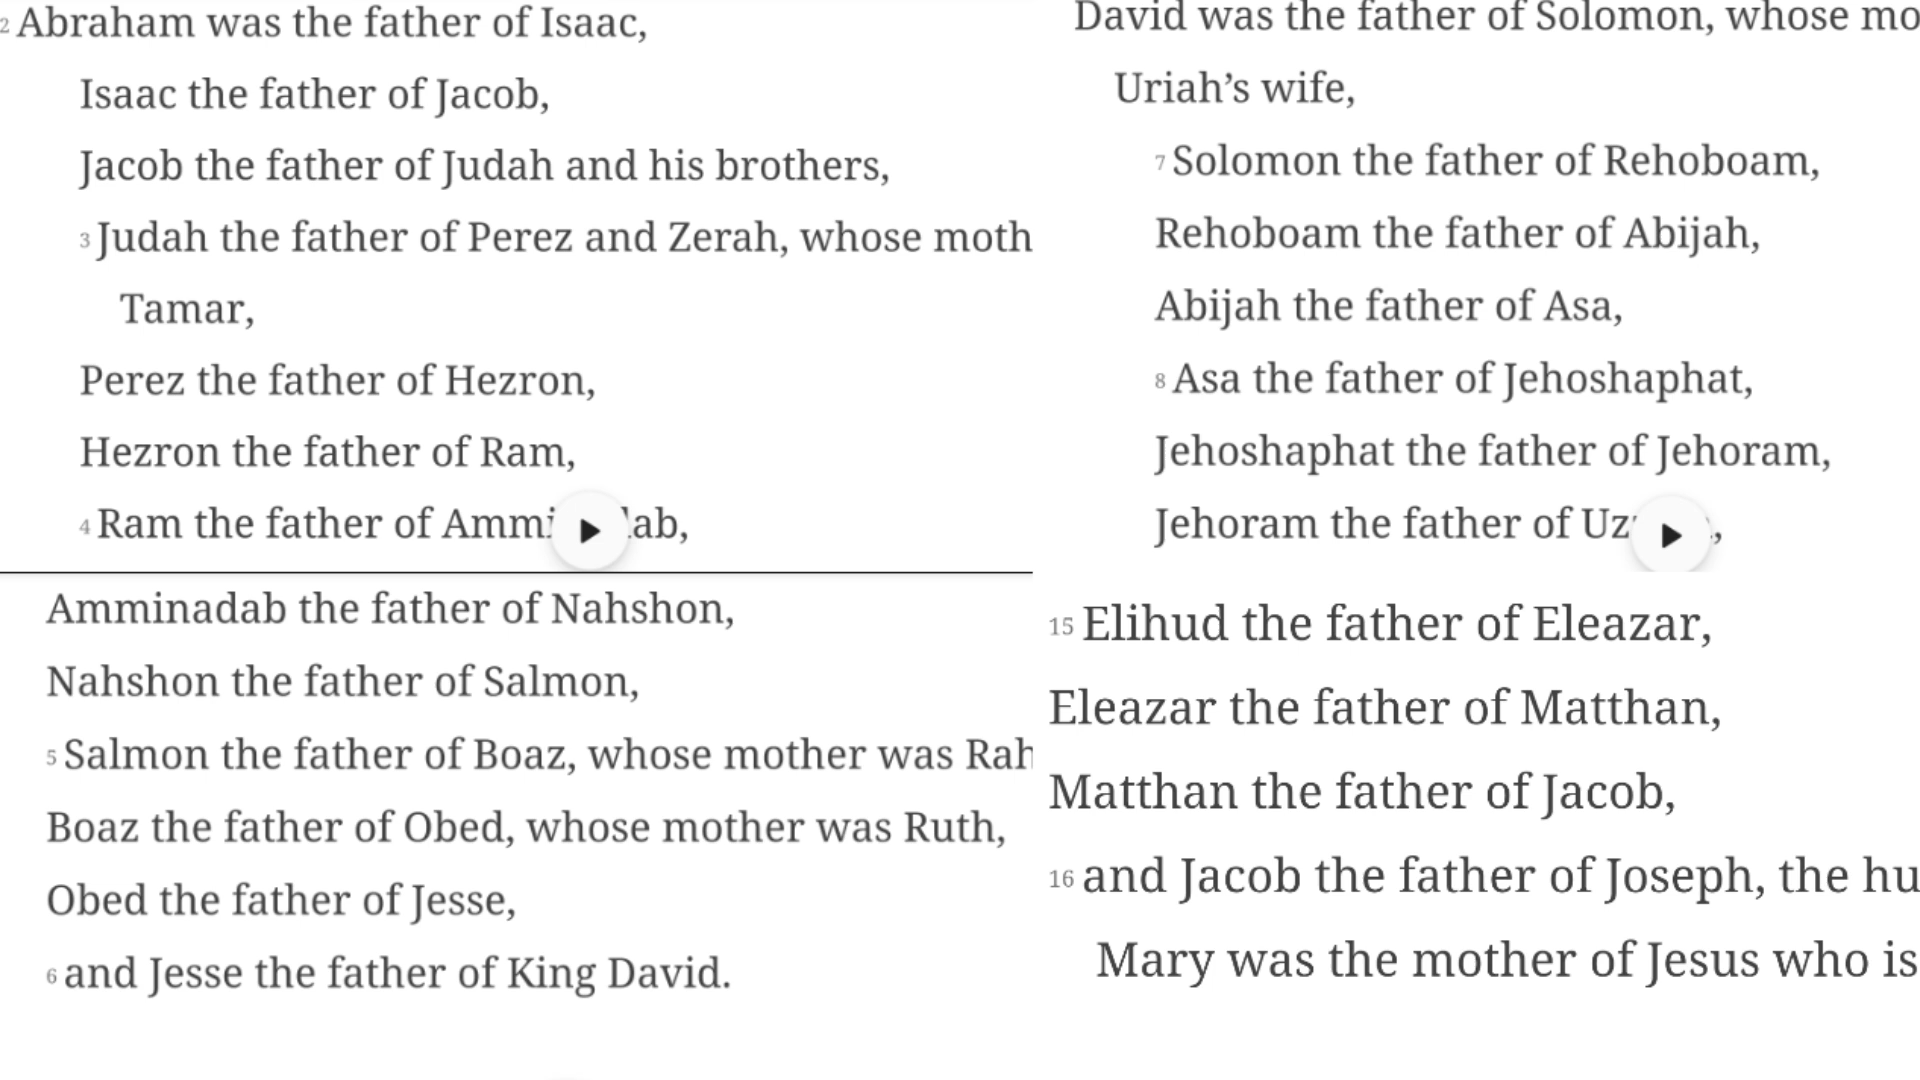 2 Abraham was the father of Isaac,
Isaac the father of Jacob,
Jacob the father of Judah and his brothers,
3 Judah the father of Perez and Zerah, whose moth
Tamar,
Perez the father of Hezron,
Hezron the father of Ram,
4 Ram the father of
Amminadab the father of Nahshon,
Nahshon the father of Salmon,
5 Salmon the father of Boaz, whose mother was Rah
Boaz the father of Obed, whose mother was Ruth,
Obed the father of Jesse,
6 and Jesse the father of King David.
David was the father of Solomon, whose mo
Uriah’s wife,
7 Solomon the father of Rehoboam,
Rehoboam the father of Abijah,
Abijah the father of Asa,
8 Asa the father of Jehoshaphat,
Jehoshaphat the father of Jehoram,
Jehoram the father of
15 Elihud the father of Eleazar,
Eleazar the father of Matthan,
Matthan the father of Jacob,
16 and Jacob the father of Joseph, the hu
Mary was the mother of Jesus who is